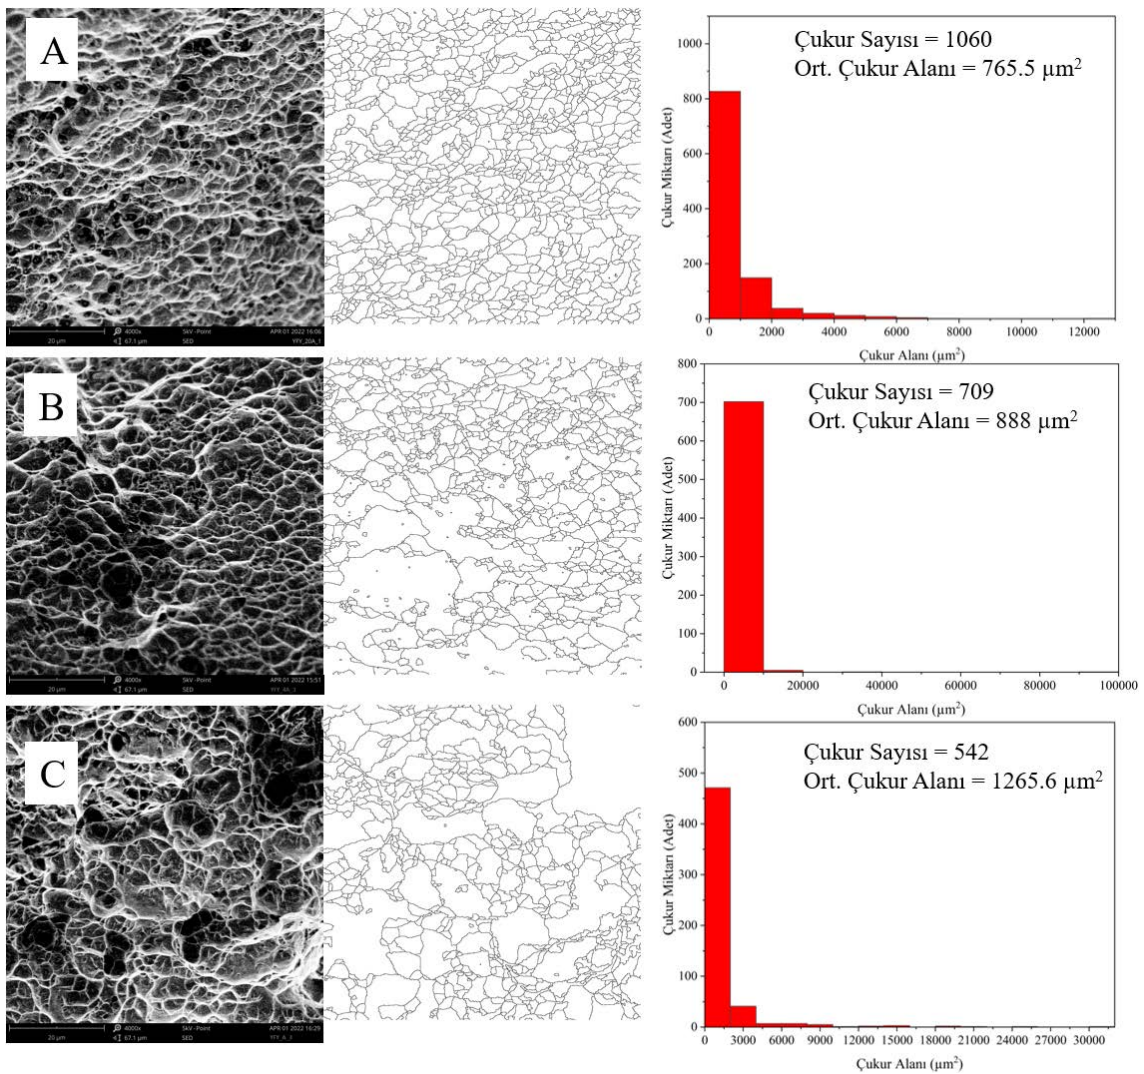 A
4000x
5kV -Point
APR 01 2022 16:06
20 µm
67.1 µm
SED
YFY_20A_1
Çukur Sayısı = 1060
Ort. Çukur Alanı = 765.5 µm²
Çukur Miktarı (Adet)
1000
800
600
400
200
0
0 2000 4000 6000 8000 10000 12000
Çukur Alanı (µm²)
B
4000x
5kV -Point
APR 01 2022 15:51
20 µm
67.1 µm
SED
Çukur Sayısı = 709
Ort. Çukur Alanı = 888 µm²
Çukur Miktarı (Adet)
800
700
600
500
400
300
200
100
0
0 20000 40000 60000 80000 100000
Çukur Alanı (µm²)
C
4000x
5kV -Point
APR 01 2022 16:29
20 µm
67.1 µm
SED
Çukur Sayısı = 542
Ort. Çukur Alanı = 1265.6 µm²
Çukur Miktarı (Adet)
600
500
400
300
200
100
0
0 3000 6000 9000 12000 15000 18000 21000 24000 27000 30000
Çukur Alanı (µm²)